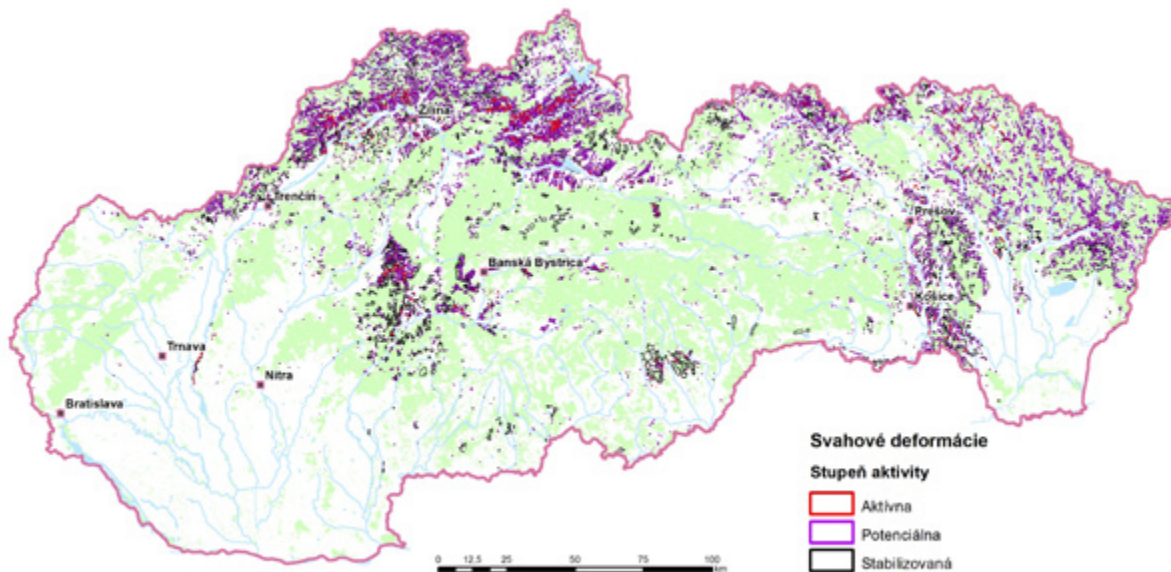 Žilina
Trenčín
Prešov
Banská Bystrica
Košice
Trnava
Nitra
Bratislava
Svahové deformácie
Stupeň aktivity
Aktívna
Potenciálna
Stabilizovaná
0 12,5 25 50 75 100
km